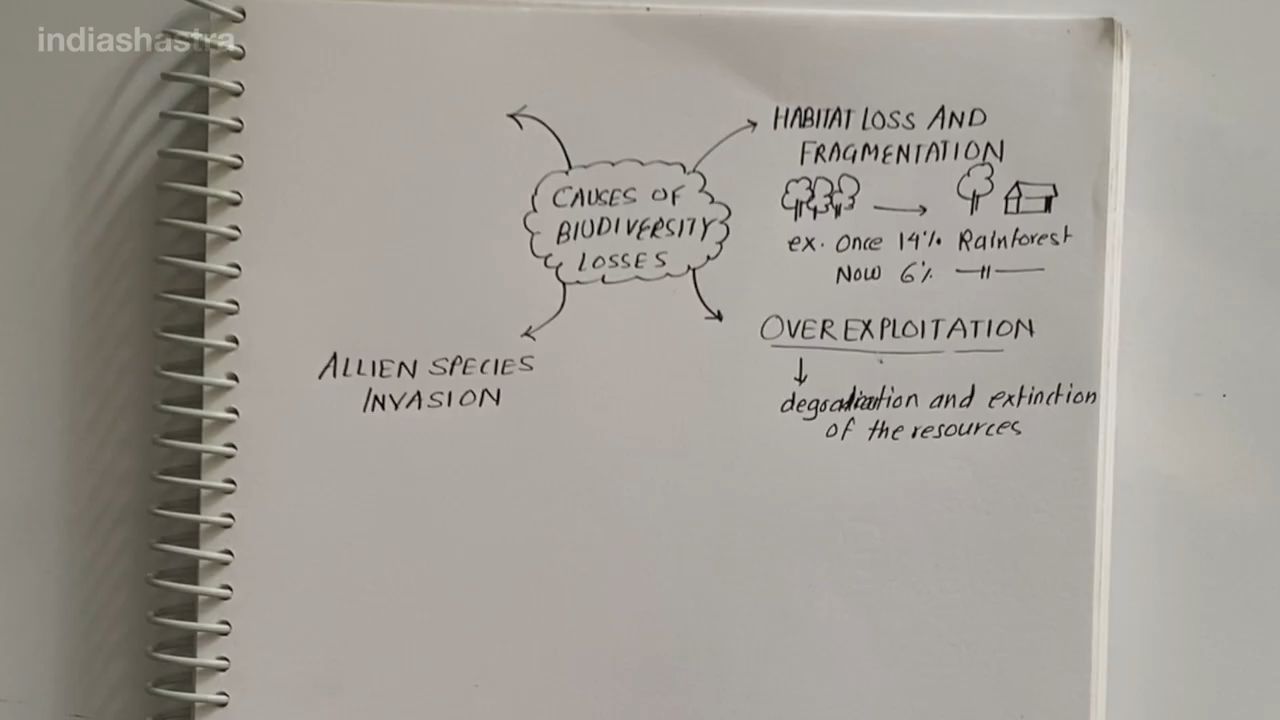 indiashastra
CAUSES OF
BIODIVERSITY
LOSSES
HABITAT LOSS AND
FRAGMENTATION
ex. Once 14% Rainforest
Now 6% —〃—
OVEREXPLOITATION
degradation and extinction
of the resources
ALLIEN SPECIES
INVASION